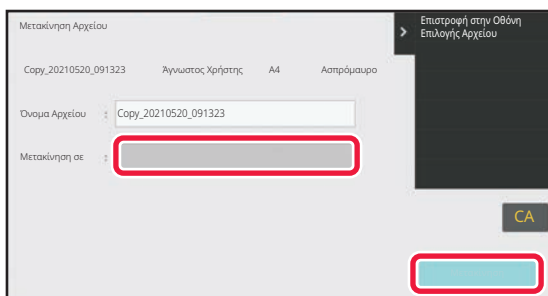 Μετακίνηση Αρχείου
Επιστροφή στην Οθόνη
Επιλογής Αρχείου
Copy_20210520_091323 Άγνωστος Χρήστης A4 Ασπρόμαυρο
Όνομα Αρχείου : Copy_20210520_091323
Μετακίνηση σε :
CA